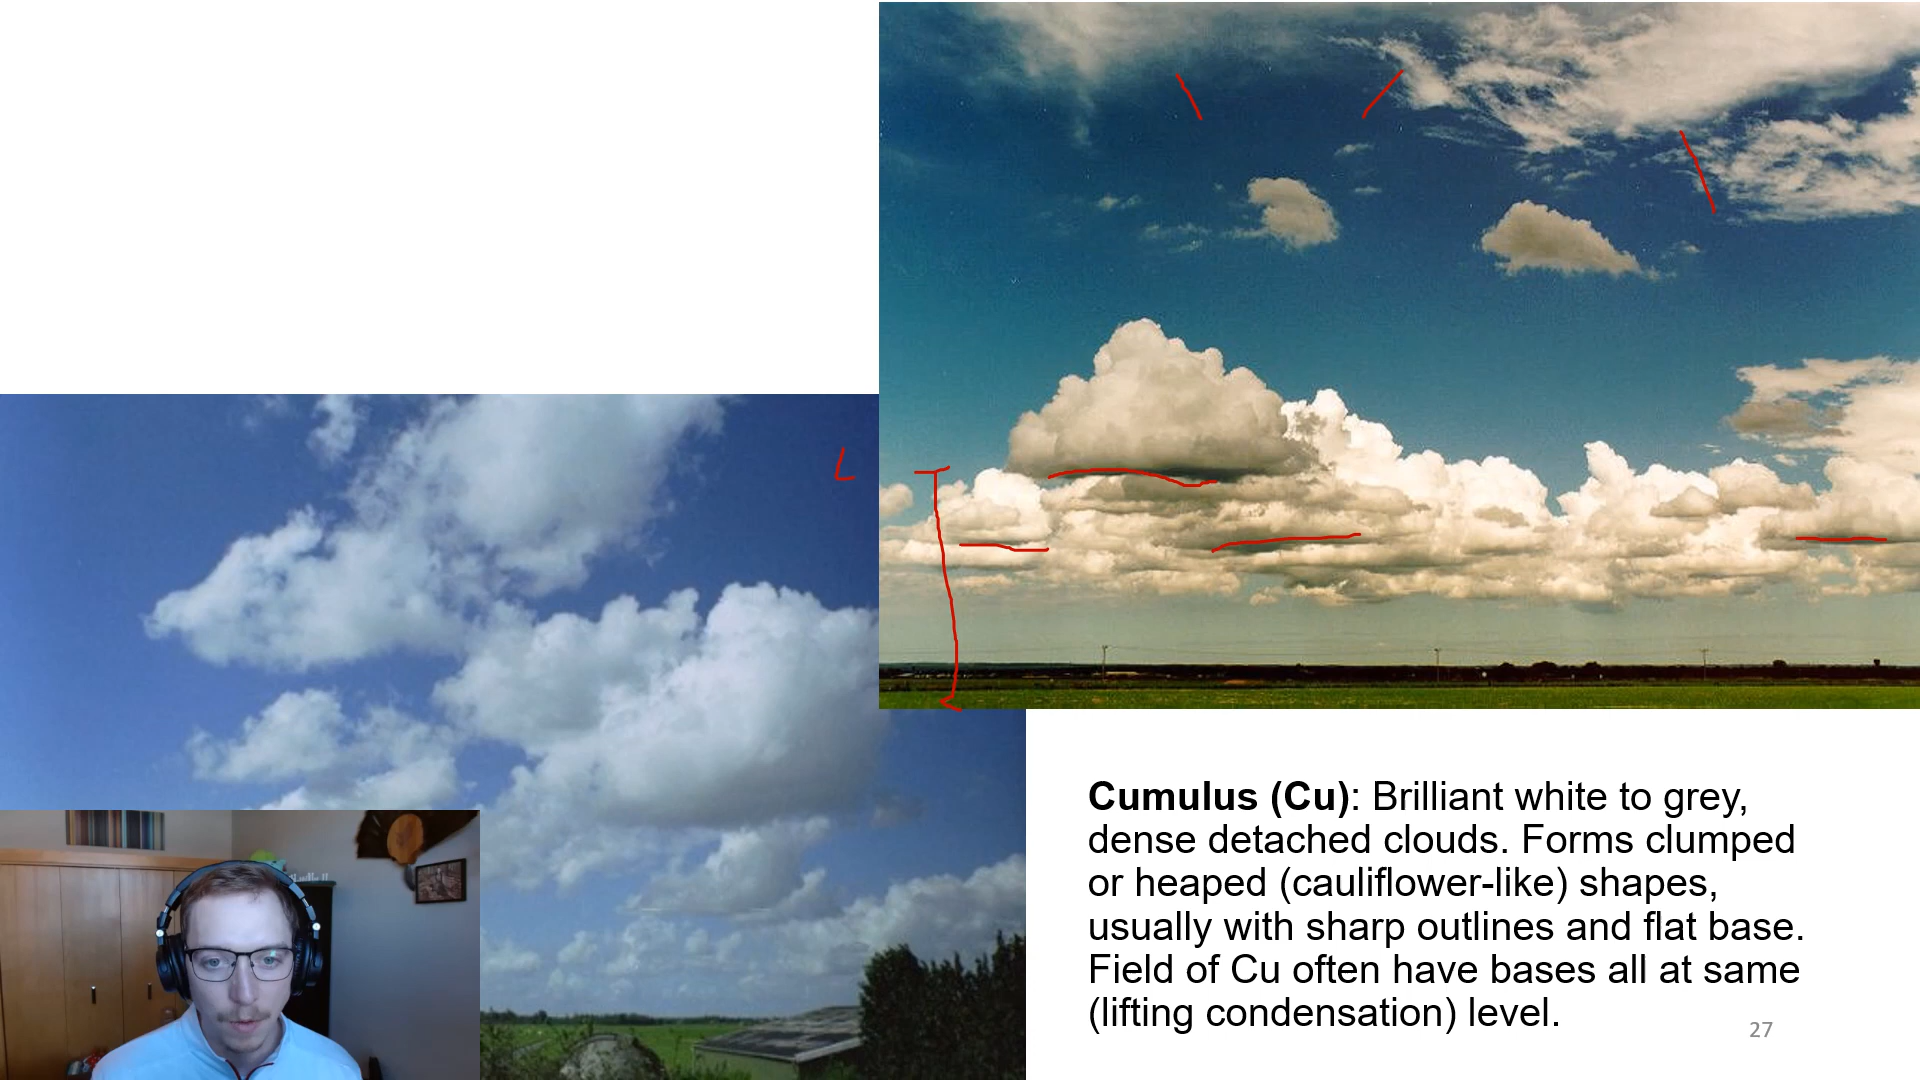 L
Cumulus (Cu): Brilliant white to grey,
dense detached clouds. Forms clumped
or heaped (cauliflower-like) shapes,
usually with sharp outlines and flat base.
Field of Cu often have bases all at same
(lifting condensation) level.
27